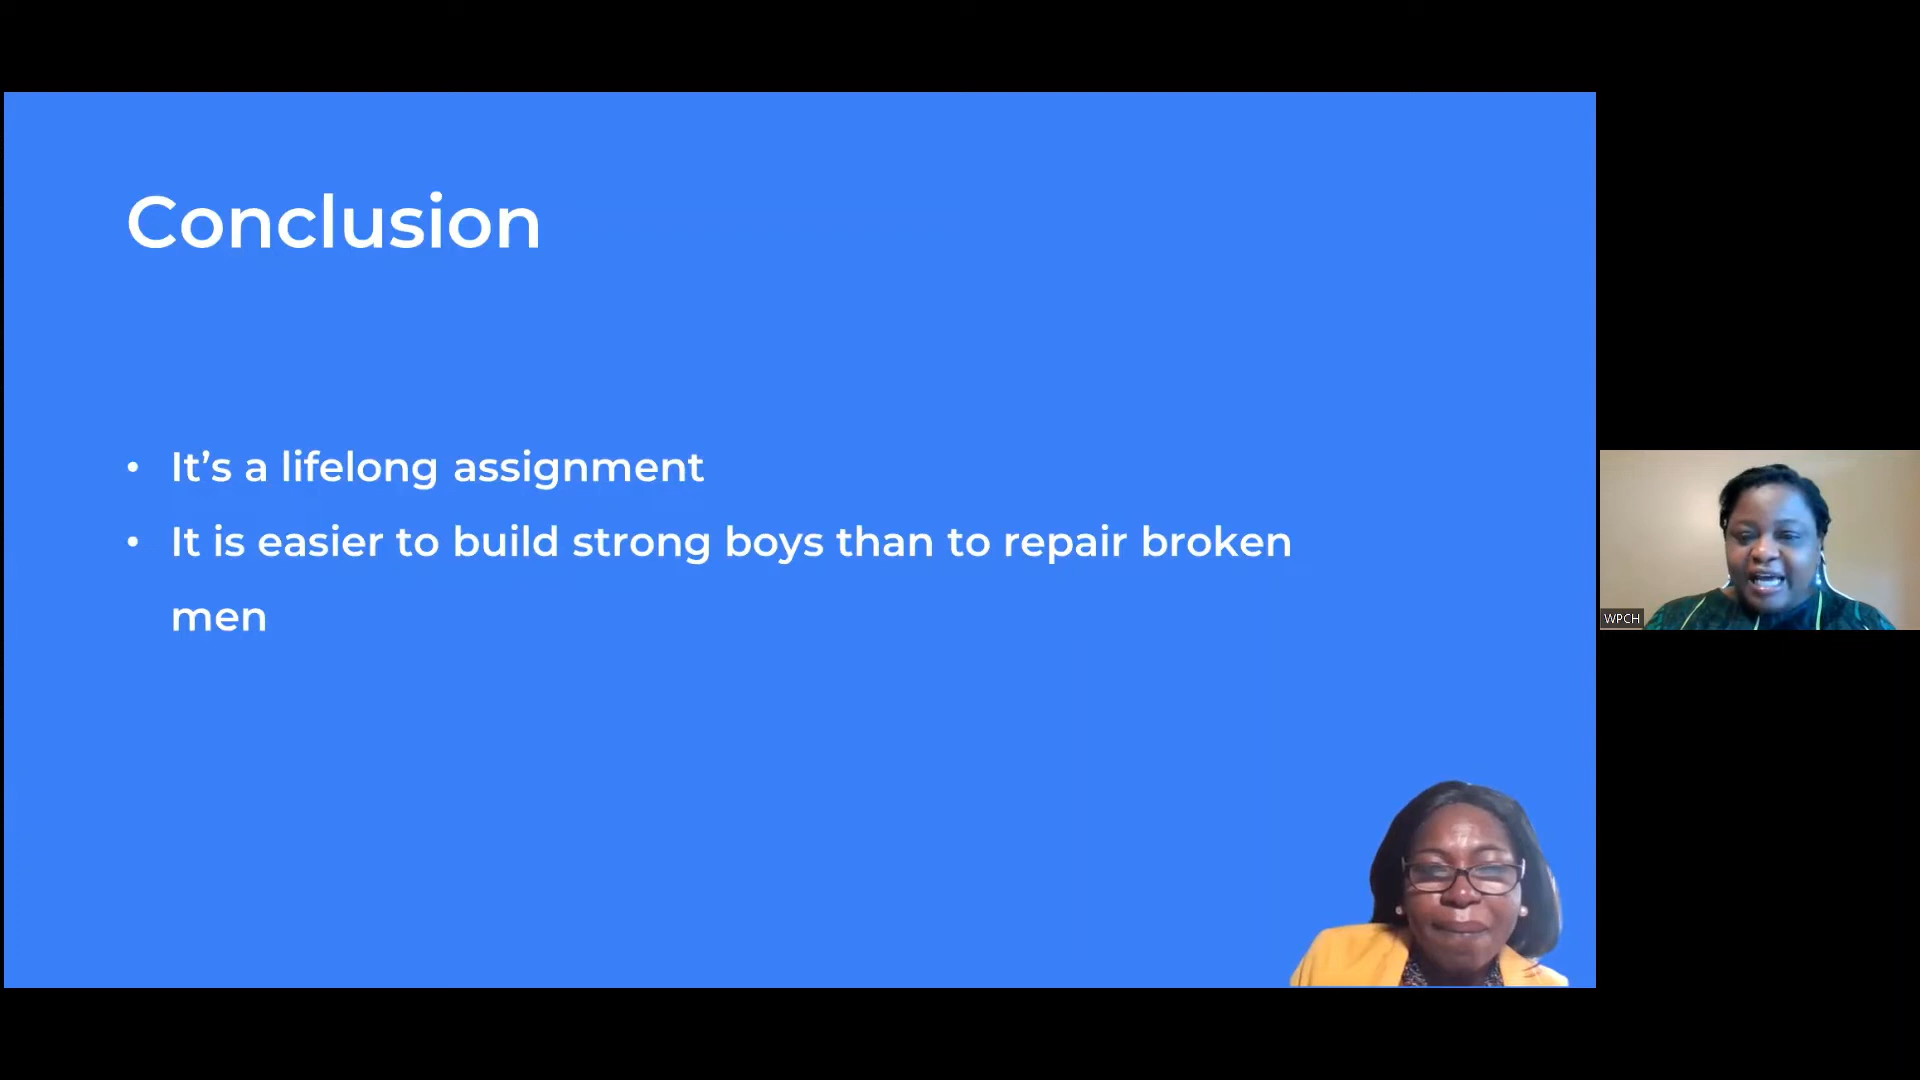 Conclusion
• It’s a lifelong assignment
• It is easier to build strong boys than to repair broken
men
WPCH